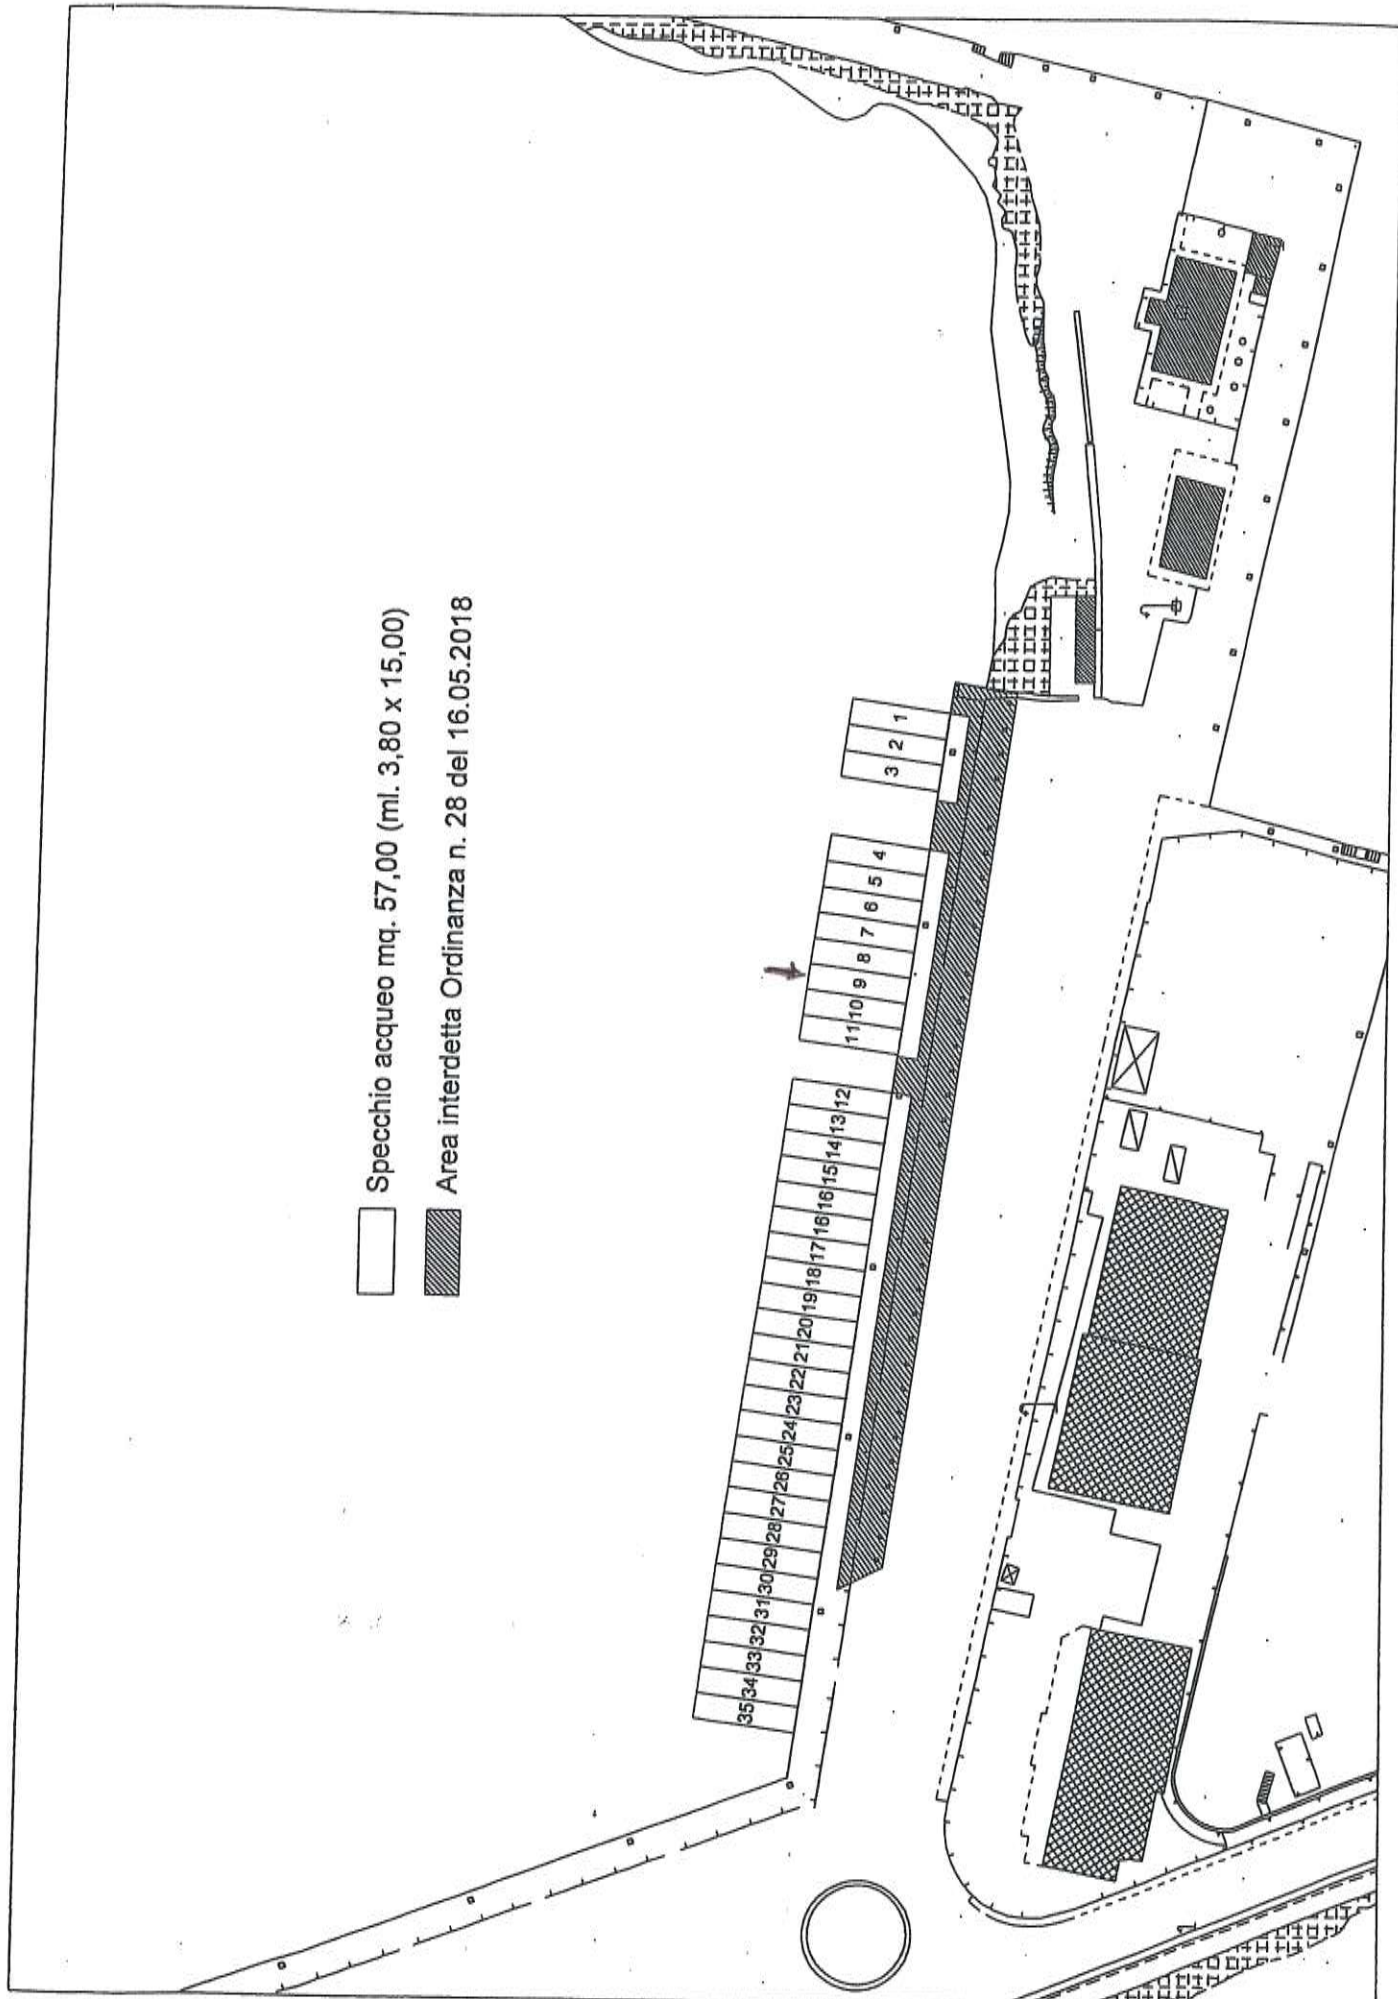 Specchio acqueo mq. 57,00 (ml. 3,80 x 15,00)
Area interdetta Ordinanza n. 28 del 16.05.2018
35 34 33 32 31 30 29 28 27 26 25 24 23 22 21 20 19 18 17 16 16 15 14 13 12
11 10 9 8 7 6 5 4
3 2 1
1